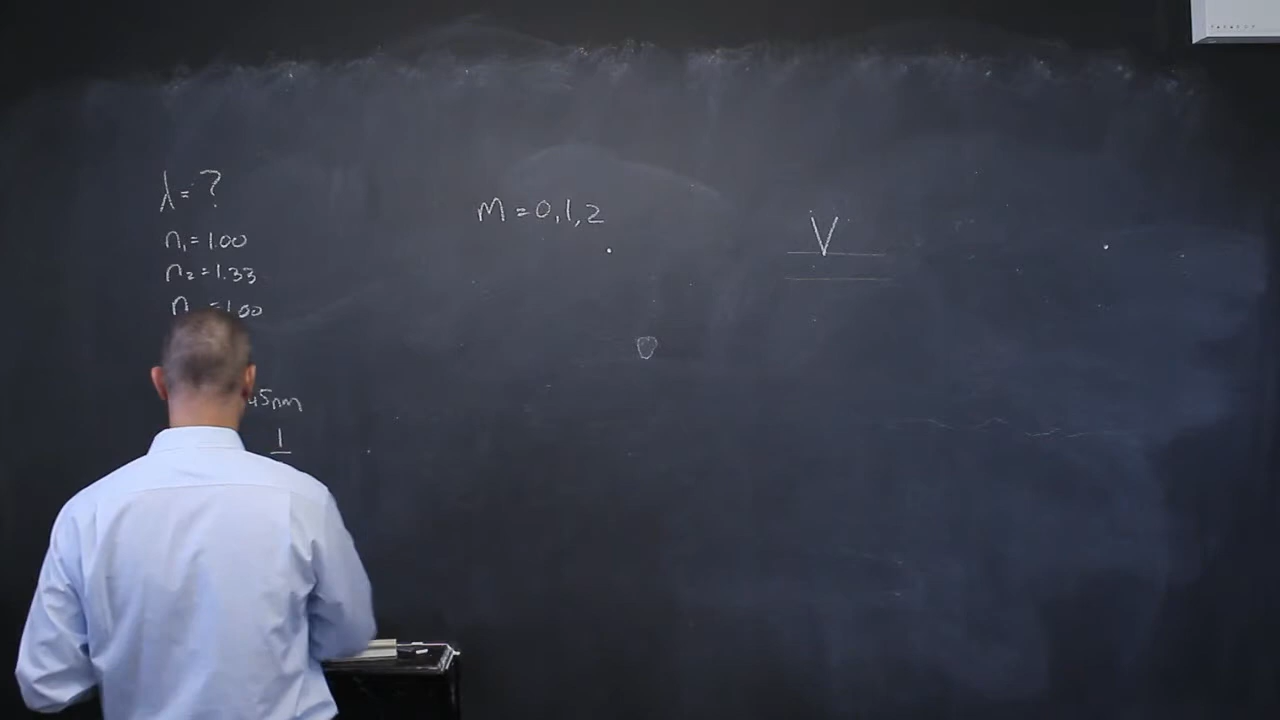 λ = ?
n₁ = 1.00
n₂ = 1.33
n = 1.00
45nm
1
M = 0, 1, 2
V